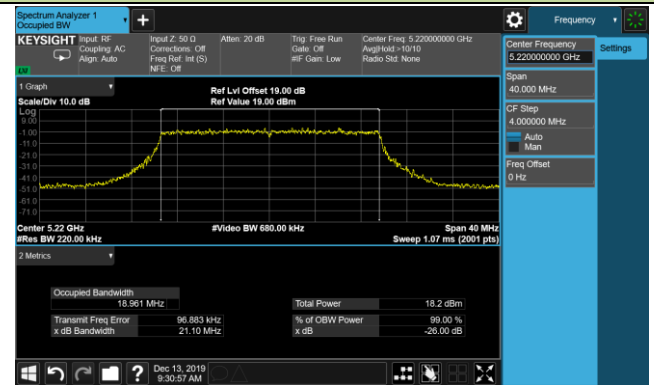 Spectrum Analyzer 1
Occupied BW
+
Frequency
KEYSIGHT
Input: RF
Coupling: AC
Align: Auto
Input Z: 50 Ω
Corrections: Off
Freq Ref: Int (S)
NFE: Off
Atten: 20 dB
Trig: Free Run
Gate: Off
#IF Gain: Low
Center Freq: 5.220000000 GHz
Avg|Hold:>10/10
Radio Std: None
Center Frequency
5.220000000 GHz
Settings
Span
40.000 MHz
CF Step
4.000000 MHz
Auto
Man
Freq Offset
0 Hz
1 Graph
Scale/Div 10.0 dB
Ref Lvl Offset 19.00 dB
Ref Value 19.00 dBm
Log
9.00
-1.00
-11.0
-21.0
-31.0
-41.0
-51.0
-61.0
-71.0
Center 5.22 GHz
#Video BW 680.00 kHz
Span 40 MHz
#Res BW 220.00 kHz
Sweep 1.07 ms (2001 pts)
2 Metrics
Occupied Bandwidth
18.961 MHz
Total Power 18.2 dBm
Transmit Freq Error 96.883 kHz
% of OBW Power 99.00 %
x dB Bandwidth 21.10 MHz
x dB -26.00 dB
?
Dec 13, 2019
9:30:57 AM